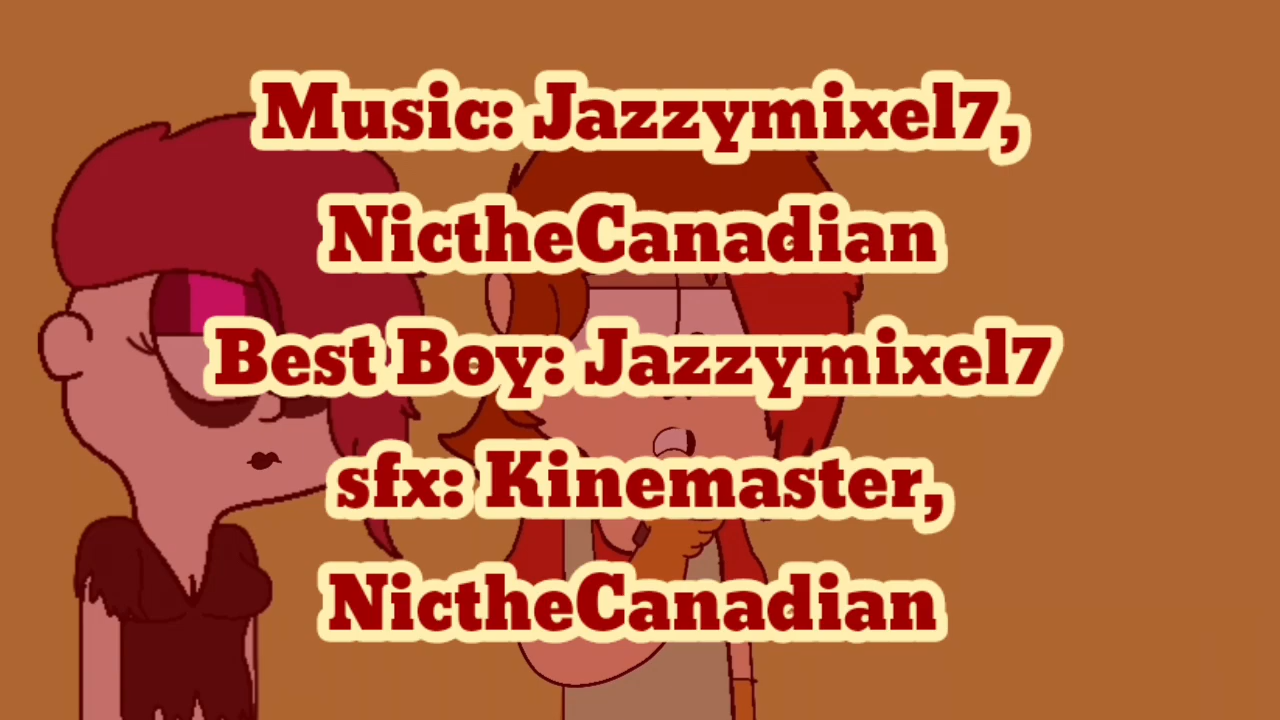 Music: Jazzymixel7,
NictheCanadian
Best Boy: Jazzymixel7
sfx: Kinemaster,
NictheCanadian